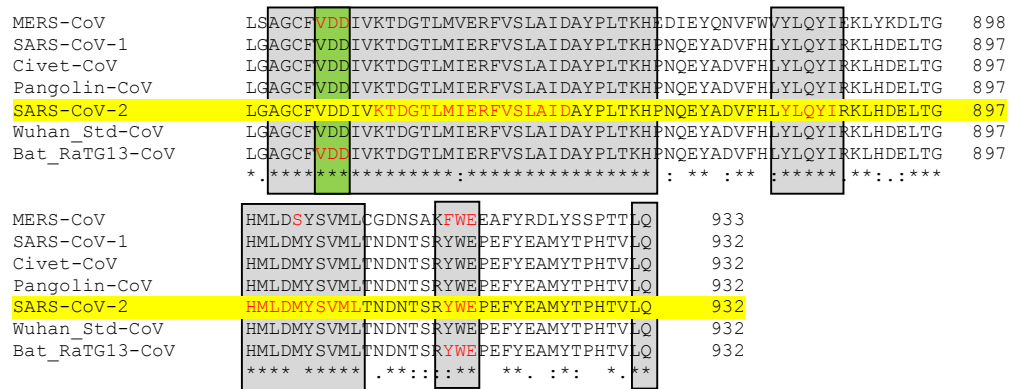 MERS-CoV LSAGCFVDDIVKTDGTLMVERFVSLAIDAYPLTKHEDIEYQNVFWVYLQYIEKLYKDLTG 898
SARS-CoV-1 LGAGCFVDDIVKTDGTLMIERFVSLAIDAYPLTKHPNQEYADVFHLYLQYIRKLHDELTG 897
Civet-CoV LGAGCFVDDIVKTDGTLMIERFVSLAIDAYPLTKHPNQEYADVFHLYLQYIRKLHDELTG 897
Pangolin-CoV LGAGCFVDDIVKTDGTLMIERFVSLAIDAYPLTKHPNQEYADVFHLYLQYIRKLHDELTG 897
SARS-CoV-2 LGAGCFVDDIVKTDGTLMIERFVSLAIDAYPLTKHPNQEYADVFHLYLQYIRKLHDELTG 897
Wuhan_Std-CoV LGAGCFVDDIVKTDGTLMIERFVSLAIDAYPLTKHPNQEYADVFHLYLQYIRKLHDELTG 897
Bat_RaTG13-CoV LGAGCFVDDIVKTDGTLMIERFVSLAIDAYPLTKHPNQEYADVFHLYLQYIRKLHDELTG 897
*.****************:**************** : ** :** :*****.**:.:***
MERS-CoV HMLDSYSVMLCGDNSAKFWEEAFYRDLYSSPTTLQ 933
SARS-CoV-1 HMLDMYSVMLTNDNTSRYWEPEFYEAMYTPHTVLQ 932
Civet-CoV HMLDMYSVMLTNDNTSRYWEPEFYEAMYTPHTVLQ 932
Pangolin-CoV HMLDMYSVMLTNDNTSRYWEPEFYEAMYTPHTVLQ 932
SARS-CoV-2 HMLDMYSVMLTNDNTSRYWEPEFYEAMYTPHTVLQ 932
Wuhan_Std-CoV HMLDMYSVMLTNDNTSRYWEPEFYEAMYTPHTVLQ 932
Bat_RaTG13-CoV HMLDMYSVMLTNDNTSRYWEPEFYEAMYTPHTVLQ 932
**** ***** .**::::** **. :*: *.**